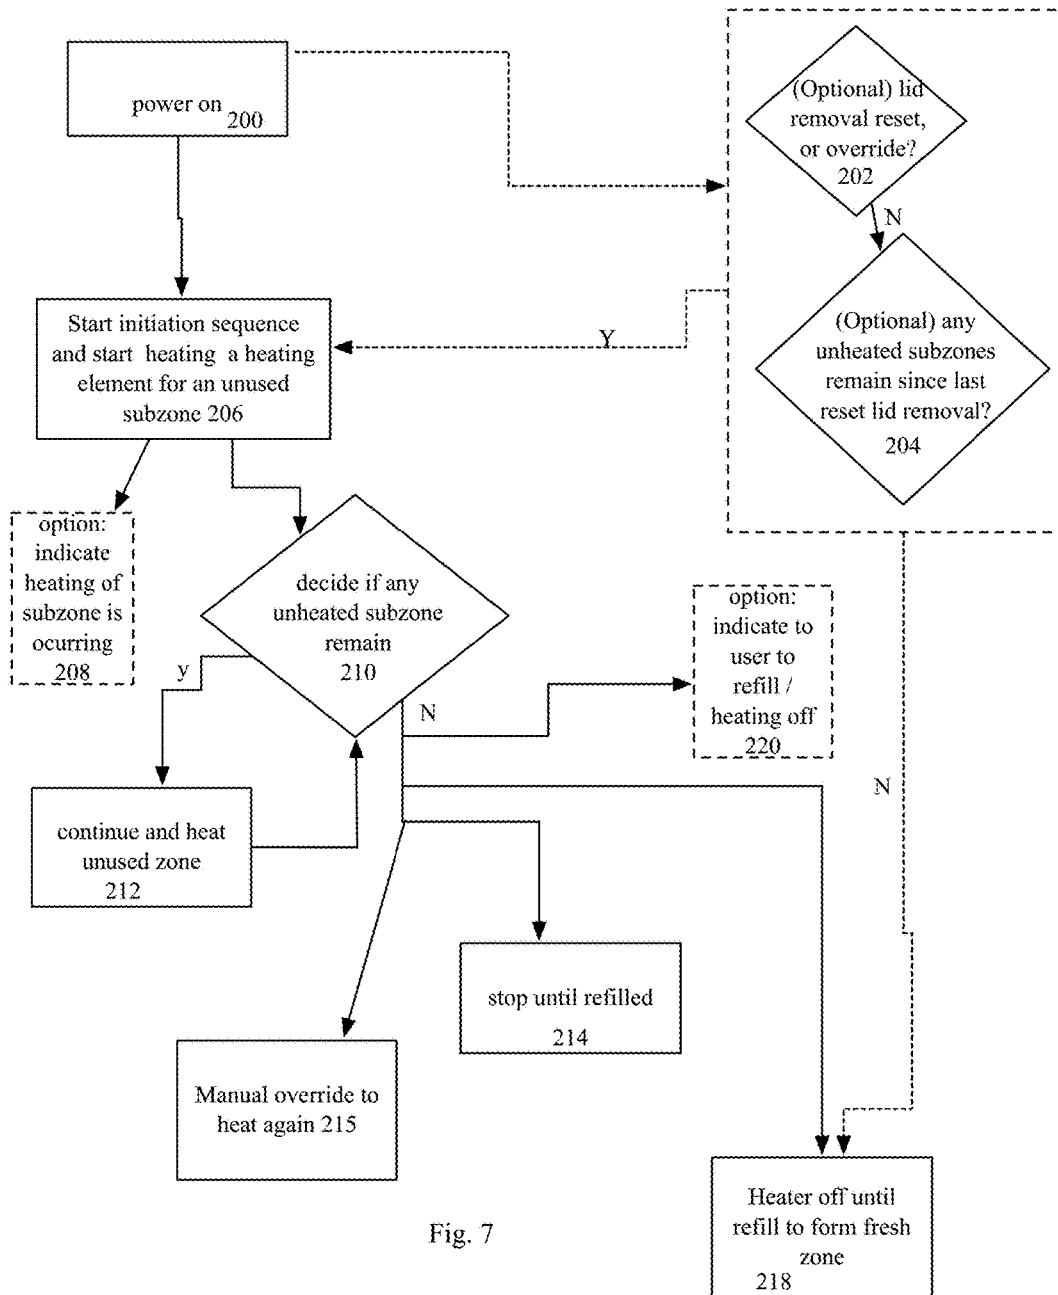 power on
200
(Optional) lid
removal reset,
or override?
202
N
(Optional) any
unheated subzones
remain since last
reset lid removal?
204
Y
Start initiation sequence
and start heating a heating
element for an unused
subzone 206
option:
indicate
heating of
subzone is
ocurring
208
decide if any
unheated subzone
remain
210
y
N
option:
indicate to
user to
refill /
heating off
220
N
continue and heat
unused zone
212
stop until refilled
214
Manual override to
heat again 215
Heater off until
refill to form fresh
zone
218
Fig. 7